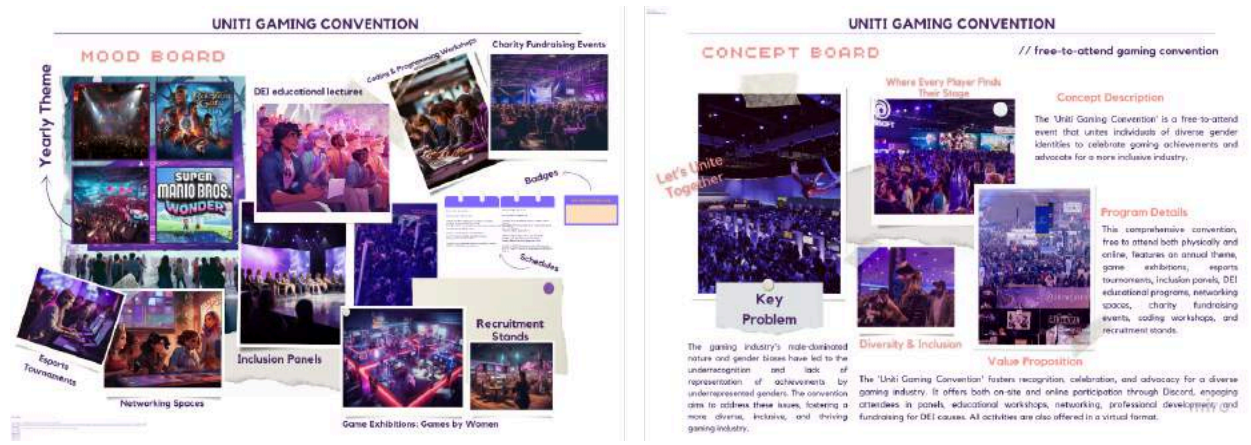 UNITI GAMING CONVENTION
MOOD BOARD
Yearly Theme
DEI educational lectures
Coding & Programming Workshops
Charity Fundraising Events
SUPER
MARIO BROS.
WONDER
Badges
Schedules
Esports
Tournaments
Networking Spaces
Inclusion Panels
Recruitment
Stands
Game Exhibitions: Games by Women
UNITI GAMING CONVENTION
CONCEPT BOARD
// free-to-attend gaming convention
Let's Unite
Together
Where Every Player Finds
Their Stage
Concept Description
The 'Uniti Gaming Convention' is a free-to-attend
event that unites individuals of diverse gender
identities to celebrate gaming achievements and
advocate for a more inclusive industry.
Program Details
This comprehensive convention,
free to attend both physically and
online, features an annual theme,
game exhibitions, esports
tournaments, inclusion panels, DEI
educational programs, networking
spaces, charity fundraising
events, coding workshops, and
recruitment stands.
Key
Problem
The gaming industry's male-dominated
nature and gender biases have led to the
underrecognition and lack of
representation of achievements by
underrepresented genders. The convention
aims to address these issues, fostering a
more diverse, inclusive, and thriving
gaming industry.
Diversity & Inclusion
Value Proposition
The 'Uniti Gaming Convention' fosters recognition, celebration, and advocacy for a diverse
gaming industry. It offers both on-site and online participation through Discord, engaging
attendees in panels, educational workshops, networking, professional development, and
fundraising for DEI causes. All activities are also offered in a virtual format.
miro